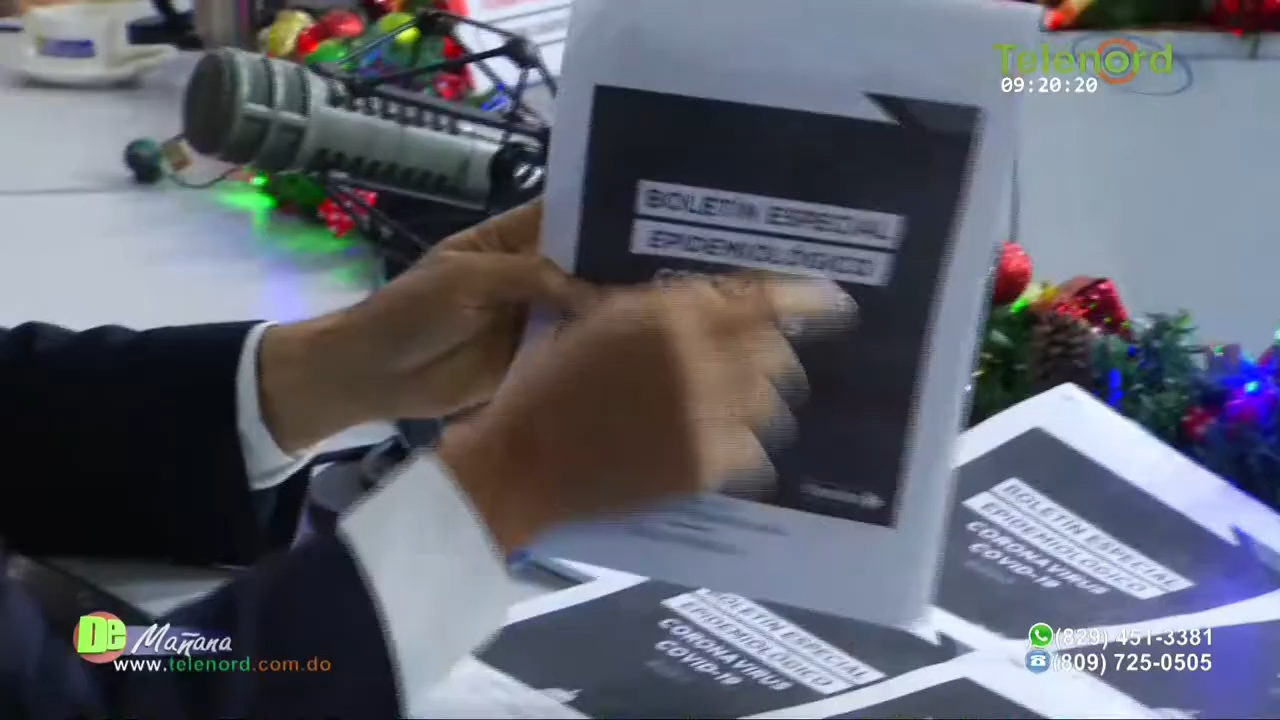 Telenord
09:20:20
BOLETÍN ESPECIAL
EPIDEMIOLÓGICO
BOLETÍN ESPECIAL
EPIDEMIOLÓGICO
CORONAVIRUS
COVID-19
BOLETÍN ESPECIAL
EPIDEMIOLÓGICO
CORONAVIRUS
COVID-19
De Mañana
www.telenord.com.do
(829) 451-3381
(809) 725-0505